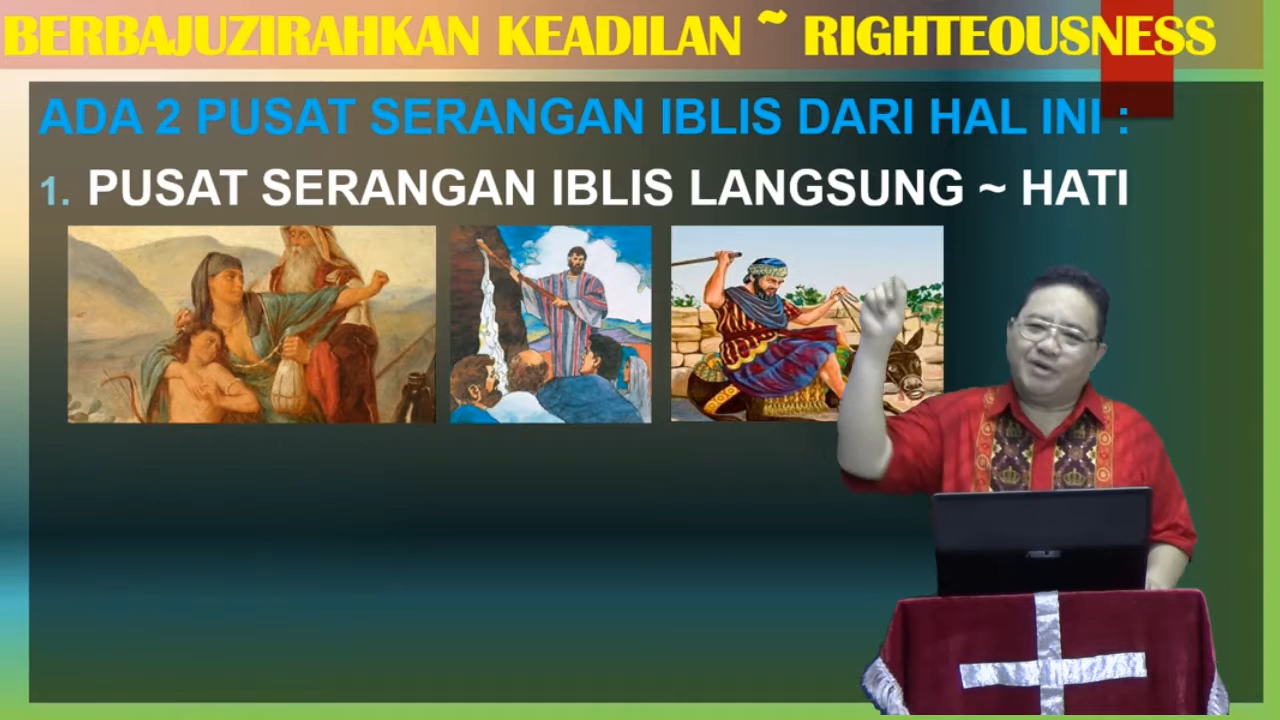 BERBAJUZIRAHKAN KEADILAN ~ RIGHTEOUSNESS
ADA 2 PUSAT SERANGAN IBLIS DARI HAL INI :
1. PUSAT SERANGAN IBLIS LANGSUNG ~ HATI